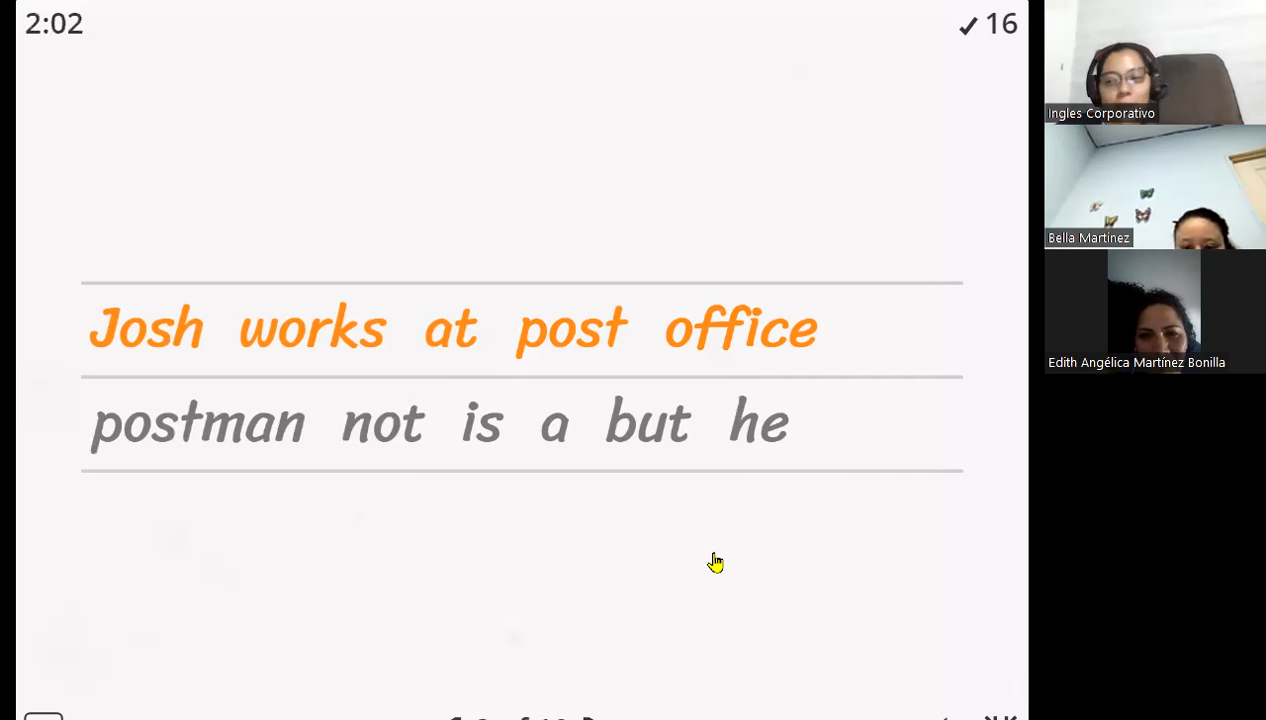 2:02
✓ 16
Josh works at post office
postman not is a but he
Ingles Corporativo
Bella Martinez
Edith Angélica Martínez Bonilla